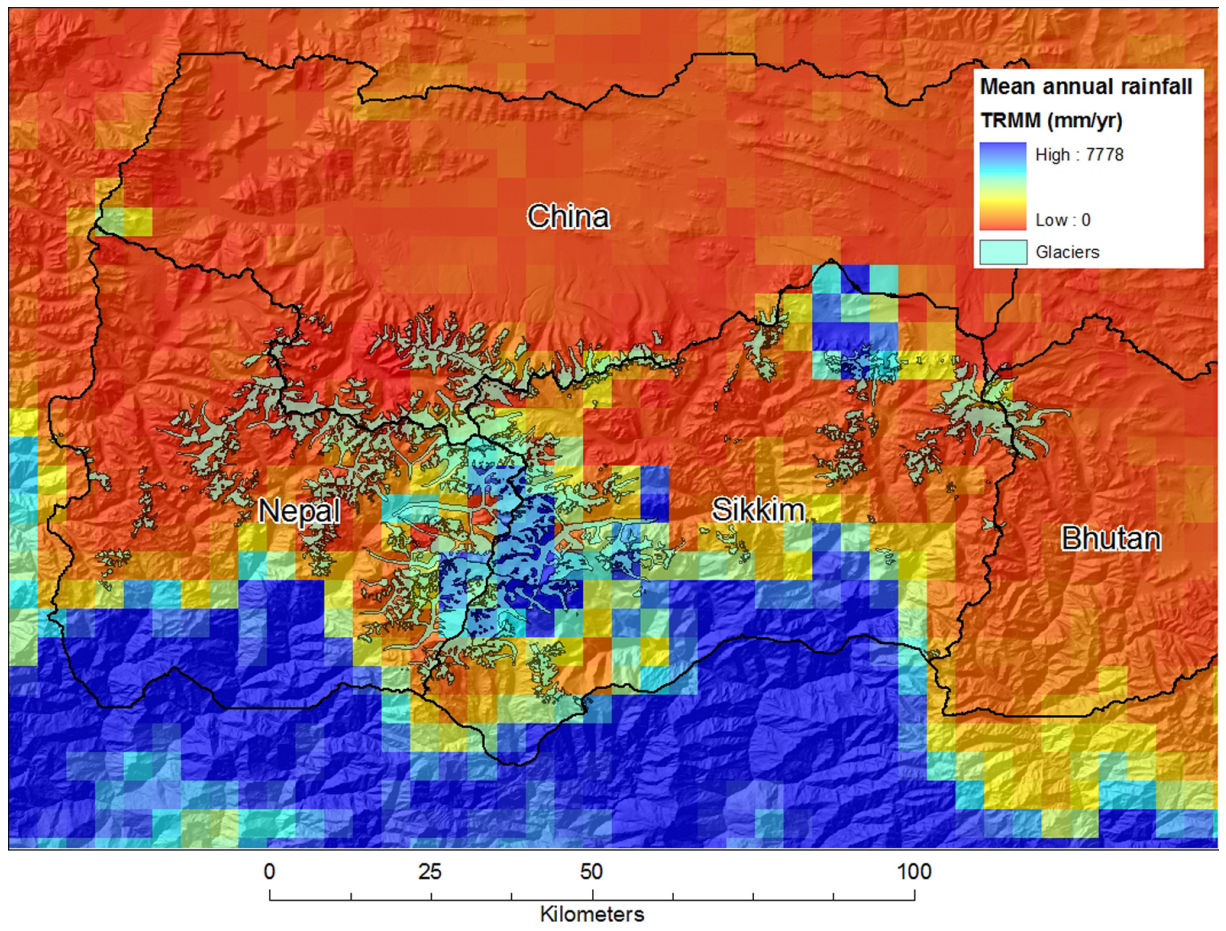 Mean annual rainfall
TRMM (mm/yr)
High : 7778
Low : 0
Glaciers
China
Nepal
Sikkim
Bhutan
0 25 50 100
Kilometers